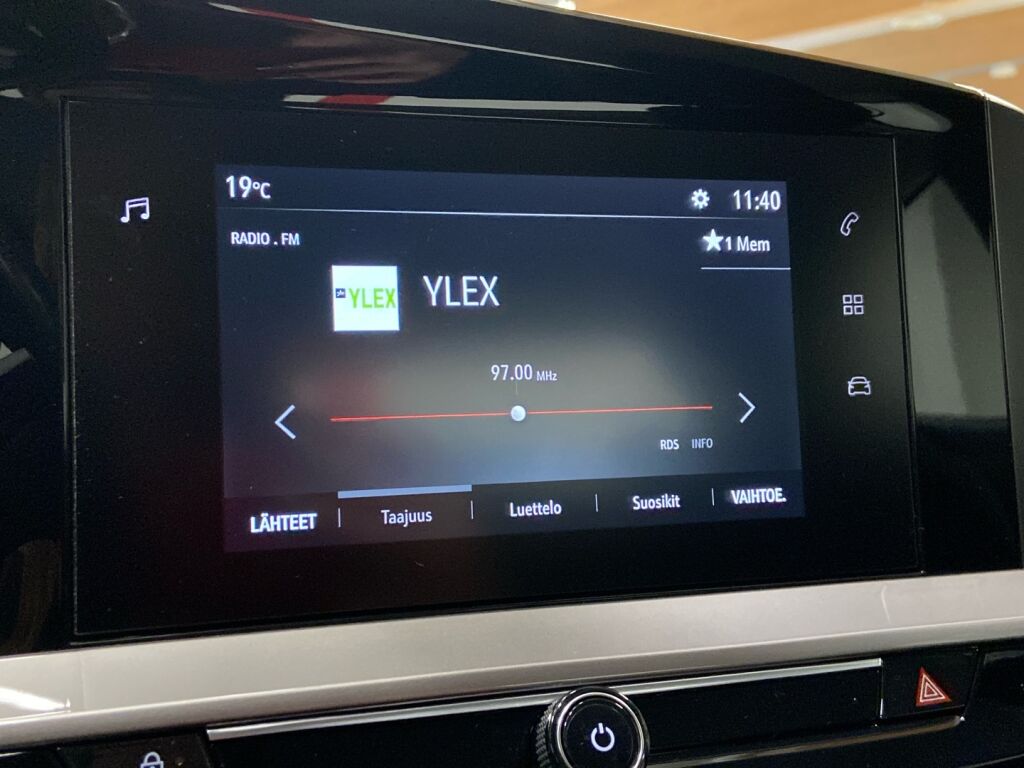 19°C
11:40
RADIO . FM
★1 Mem
yle YLEX
YLEX
97.00 MHz
RDS INFO
LÄHTEET | Taajuus | Luettelo | Suosikit | VAIHTOE.